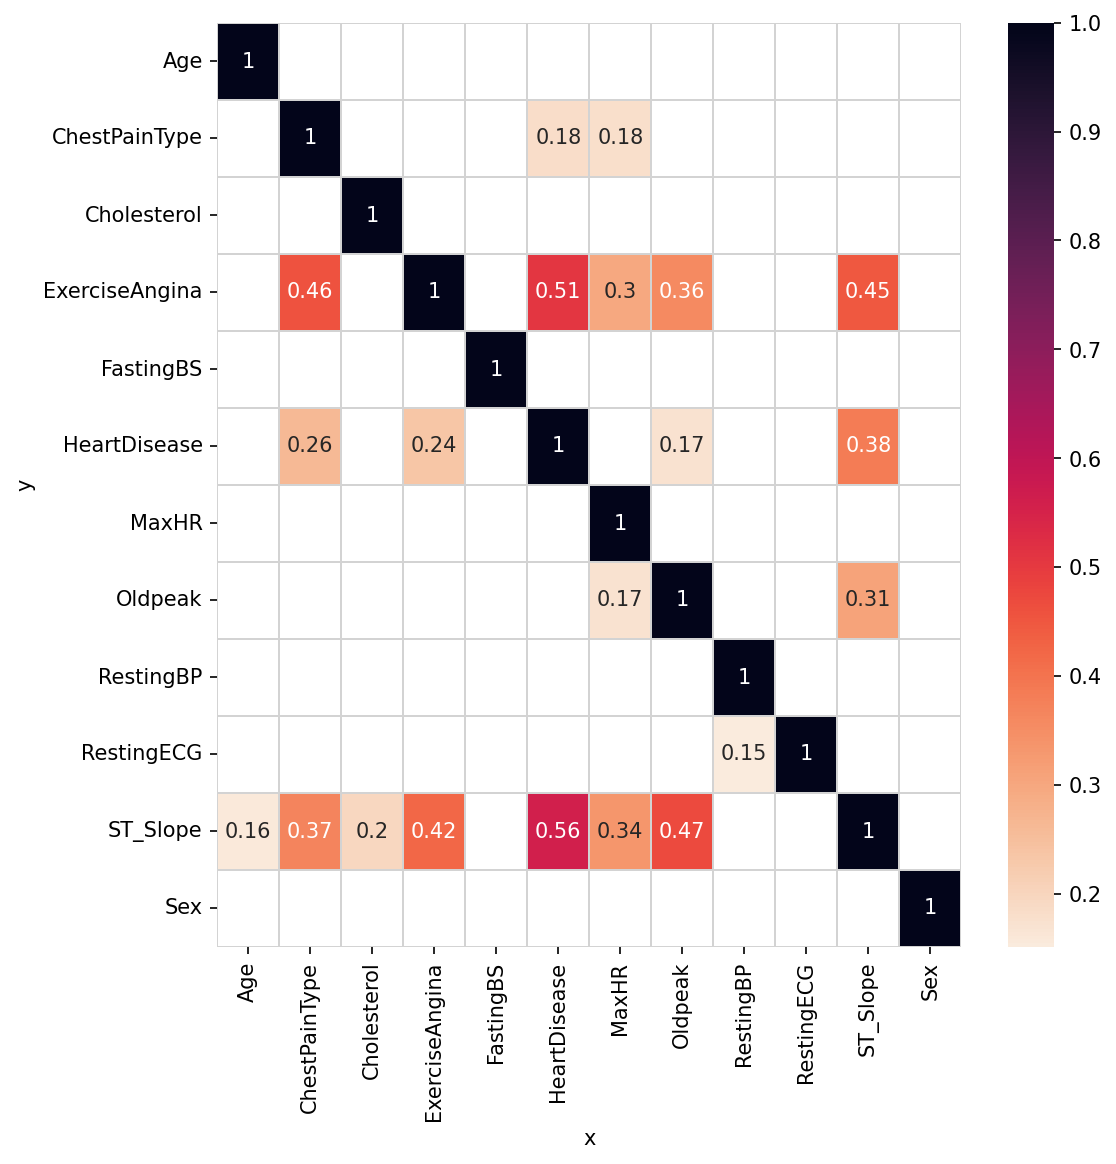 Age 1
ChestPainType 1 0.18 0.18
Cholesterol 1
ExerciseAngina 0.46 1 0.51 0.3 0.36 0.45
FastingBS 1
HeartDisease 0.26 0.24 1 0.17 0.38
MaxHR 1
Oldpeak 0.17 1 0.31
RestingBP 1
RestingECG 0.15 1
ST_Slope 0.16 0.37 0.2 0.42 0.56 0.34 0.47 1
Sex 1
y
Age
ChestPainType
Cholesterol
ExerciseAngina
FastingBS
HeartDisease
MaxHR
Oldpeak
RestingBP
RestingECG
ST_Slope
Sex
x
1.0
0.9
0.8
0.7
0.6
0.5
0.4
0.3
0.2